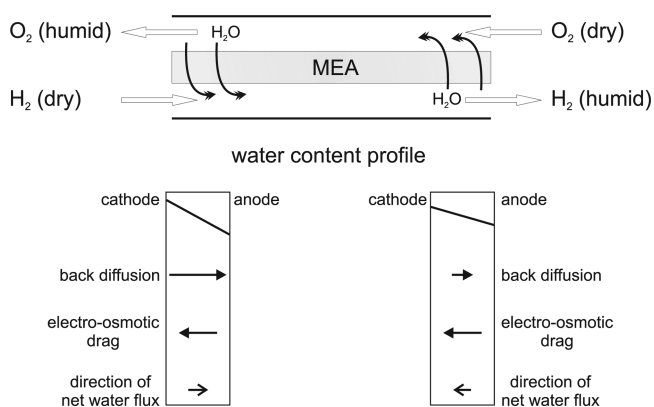 O₂ (humid)
H₂O
O₂ (dry)
MEA
H₂ (dry)
H₂O
H₂ (humid)
water content profile
cathode
anode
cathode
anode
back diffusion
back diffusion
electro-osmotic
drag
electro-osmotic
drag
direction of
net water flux
direction of
net water flux